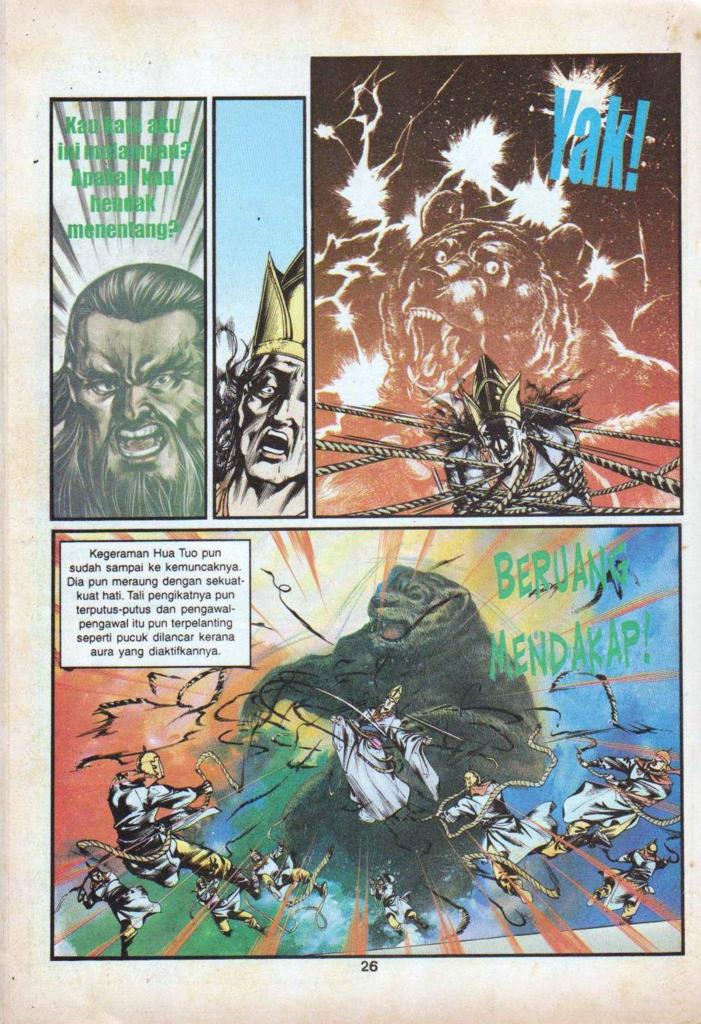 Kau kata aku
ini melampau?
Apakah kau
hendak
menentang?
Yak!
Kegeraman Hua Tuo pun
sudah sampai ke kemuncaknya.
Dia pun meraung dengan sekuat-
kuat hati. Tali pengikatnya pun
terputus-putus dan pengawal-
pengawal itu pun terpelanting
seperti pucuk dilancar kerana
aura yang diaktifkannya.
BERUANG
MENDAKAP!
26